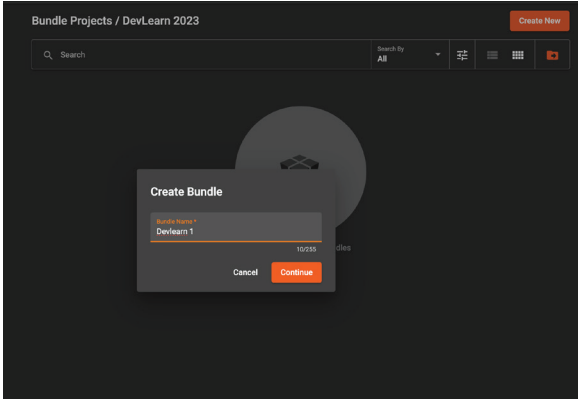 Bundle Projects / DevLearn 2023
Create New
Search
Search By
All
Create Bundle
Bundle Name *
Devlearn 1
10/255
dles
Cancel
Continue